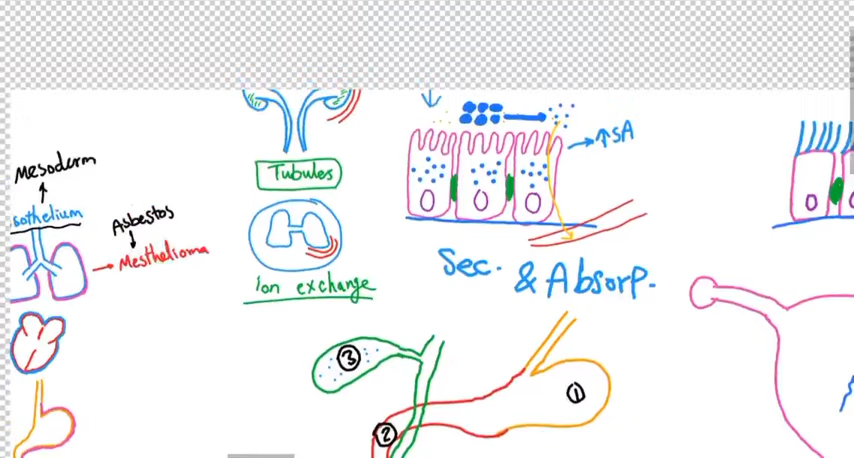 Mesoderm
sothelium
Asbestos
Mesthelioma
Tubules
Ion exchange
↑SA
Sec. & Absorp.
3
1
2